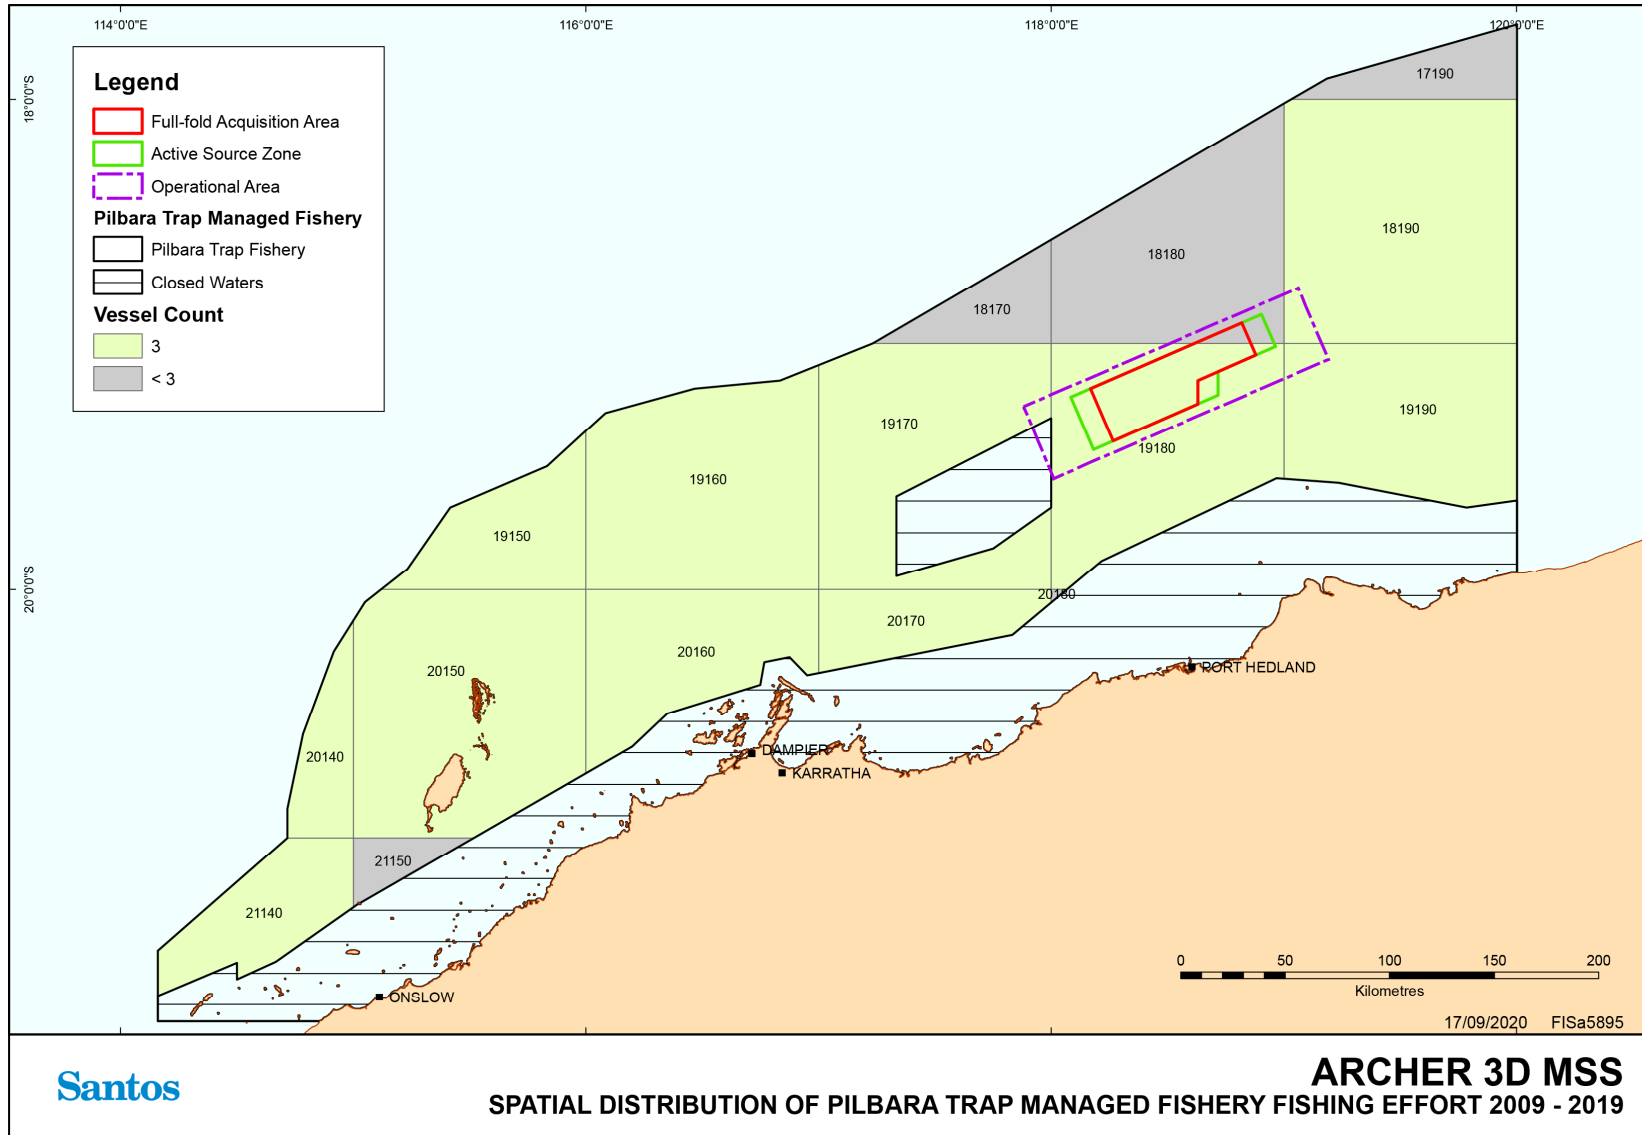 114°0'0"E
116°0'0"E
118°0'0"E
120°0'0"E
18°0'0"S
20°0'0"S
Legend
Full-fold Acquisition Area
Active Source Zone
Operational Area
Pilbara Trap Managed Fishery
Pilbara Trap Fishery
Closed Waters
Vessel Count
3
< 3
17190
18190
18180
18170
19170
19190
19180
19160
19150
20180
20170
20160
20150
20140
21150
21140
PORT HEDLAND
DAMPIER
KARRATHA
ONSLOW
0 50 100 150 200
Kilometres
17/09/2020 FISa5895
Santos
ARCHER 3D MSS
SPATIAL DISTRIBUTION OF PILBARA TRAP MANAGED FISHERY FISHING EFFORT 2009 - 2019